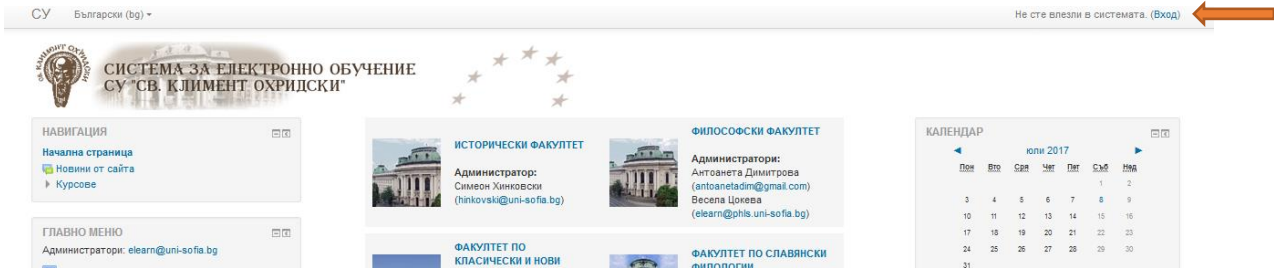 СУ Български (bg)
Не сте влезли в системата. (Вход)
СВ. КЛИМЕНТ ОХРИДСКИ
СИСТЕМА ЗА ЕЛЕКТРОННО ОБУЧЕНИЕ
СУ "СВ. КЛИМЕНТ ОХРИДСКИ"
НАВИГАЦИЯ
Начална страница
Новини от сайта
Курсове
ГЛАВНО МЕНЮ
Администратори: elearn@uni-sofia.bg
ИСТОРИЧЕСКИ ФАКУЛТЕТ
Администратор:
Симеон Хинковски
(hinkovski@uni-sofia.bg)
ФИЛОСОФСКИ ФАКУЛТЕТ
Администратори:
Антоанета Димитрова
(antoanetadim@gmail.com)
Весела Цокева
(elearn@phls.uni-sofia.bg)
ФАКУЛТЕТ ПО
КЛАСИЧЕСКИ И НОВИ
ФАКУЛТЕТ ПО СЛАВЯНСКИ
ФИЛОЛОГИИ
КАЛЕНДАР
юли 2017
Пон Вто Сря Чет Пет Съб Нед
1 2
3 4 5 6 7 8 9
10 11 12 13 14 15 16
17 18 19 20 21 22 23
24 25 26 27 28 29 30
31